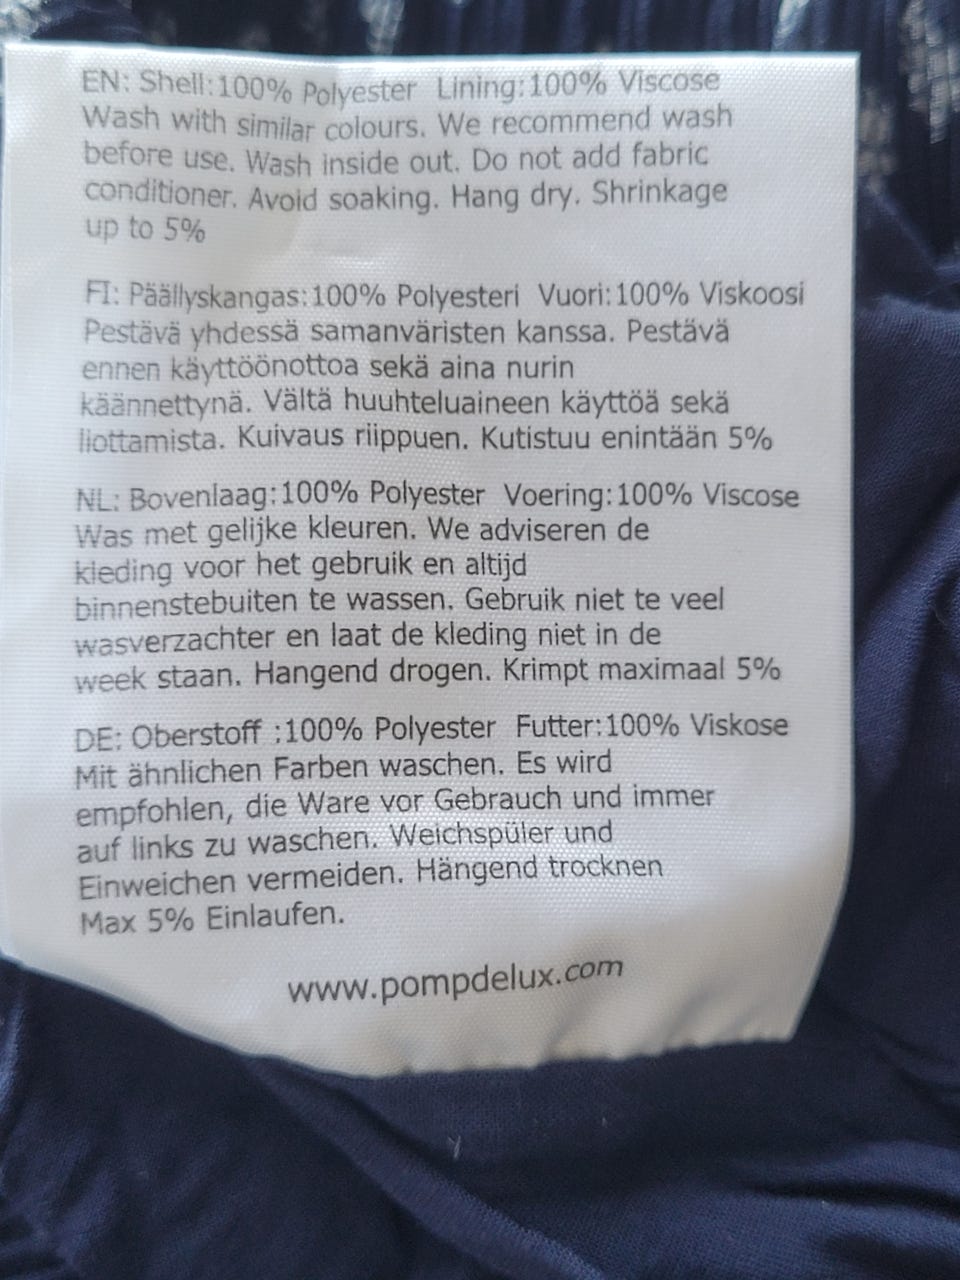 EN: Shell:100% Polyester Lining:100% Viscose
Wash with similar colours. We recommend wash
before use. Wash inside out. Do not add fabric
conditioner. Avoid soaking. Hang dry. Shrinkage
up to 5%
FI: Päällyskangas:100% Polyesteri Vuori:100% Viskoosi
Pestävä yhdessä samanväristen kanssa. Pestävä
ennen käyttöönottoa sekä aina nurin
käännettynä. Vältä huuhteluaineen käyttöä sekä
liottamista. Kuivaus riippuen. Kutistuu enintään 5%
NL: Bovenlaag:100% Polyester Voering:100% Viscose
Was met gelijke kleuren. We adviseren de
kleding voor het gebruik en altijd
binnenstebuiten te wassen. Gebruik niet te veel
wasverzachter en laat de kleding niet in de
week staan. Hangend drogen. Krimpt maximaal 5%
DE: Oberstoff :100% Polyester Futter:100% Viskose
Mit ähnlichen Farben waschen. Es wird
empfohlen, die Ware vor Gebrauch und immer
auf links zu waschen. Weichspüler und
Einweichen vermeiden. Hängend trocknen
Max 5% Einlaufen.
www.pompdelux.com